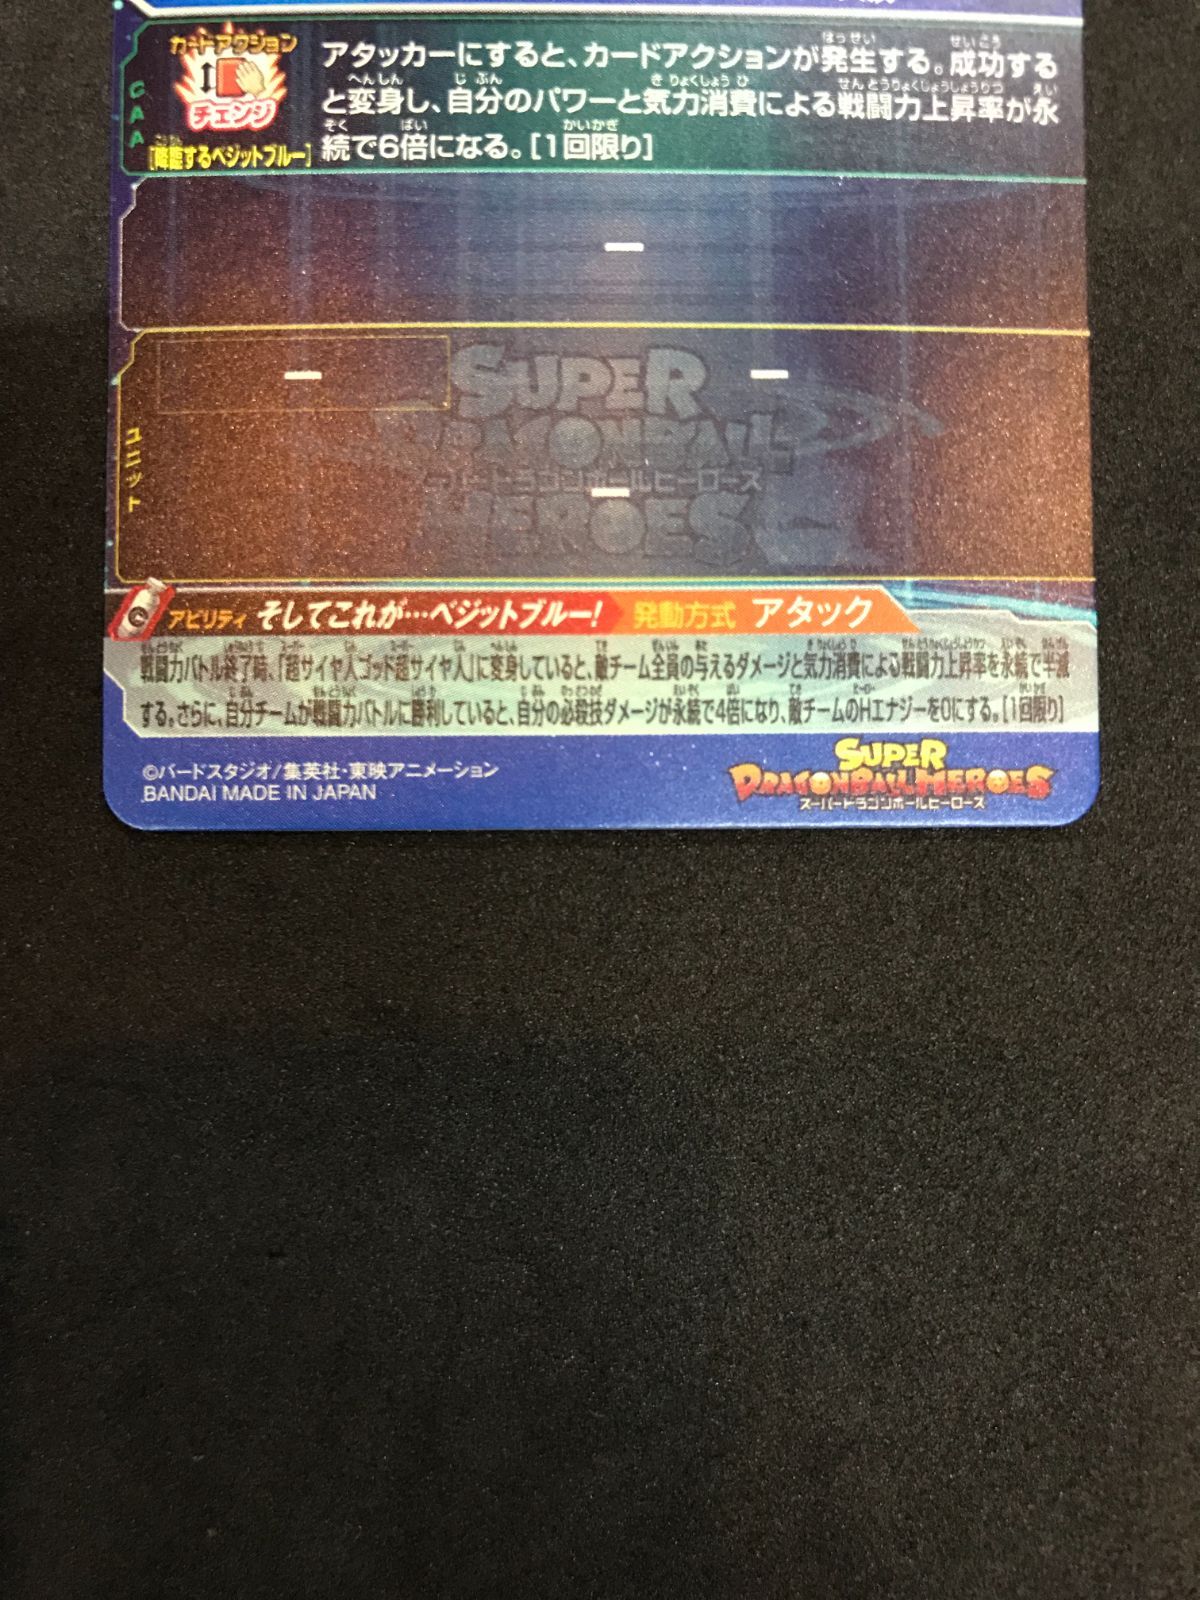 CAA
カードアクション
チェンジ
[降臨するベジットブルー]
アタッカーにすると、カードアクションが発生する。成功する
と変身し、自分のパワーと気力消費による戦闘力上昇率が永
続で6倍になる。[1回限り]
ー
ユニット
ー
ー
ー
SUPER
DRAGONBALL
スーパードラゴンボールヒーローズ
HEROES
アビリティ そしてこれが…ベジットブルー! 発動方式 アタック
戦闘力バトル終了時、「超サイヤ人ゴッド超サイヤ人」に変身していると、敵チーム全員の与えるダメージと気力消費による戦闘力上昇率を永続で半減
する。さらに、自分チームが戦闘力バトルに勝利していると、自分の必殺技ダメージが永続で4倍になり、敵チームのHエナジーを0にする。[1回限り]
©バードスタジオ/集英社・東映アニメーション
BANDAI MADE IN JAPAN
SUPER
DRAGONBALL HEROES
スーパードラゴンボールヒーローズ